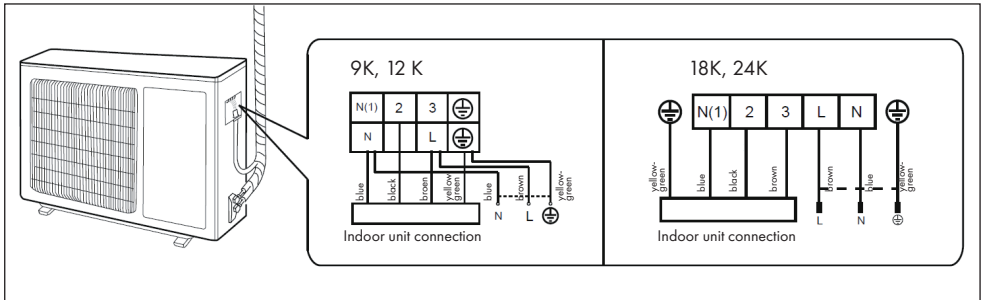 9K, 12 K
N(1) 2 3
N L
blue black broen yellow-green blue brown yellow-green
N L
Indoor unit connection
18K, 24K
N(1) 2 3 L N
yellow-green blue black brown brown blue yellow-green
L N
Indoor unit connection